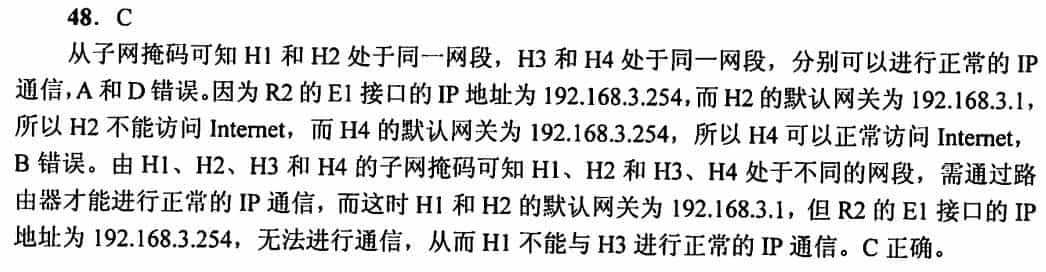 48. C
从子网掩码可知 H1 和 H2 处于同一网段，H3 和 H4 处于同一网段，分别可以进行正常的 IP
通信，A 和 D 错误。因为 R2 的 E1 接口的 IP 地址为 192.168.3.254，而 H2 的默认网关为 192.168.3.1，
所以 H2 不能访问 Internet，而 H4 的默认网关为 192.168.3.254，所以 H4 可以正常访问 Internet，
B 错误。由 H1、H2、H3 和 H4 的子网掩码可知 H1、H2 和 H3、H4 处于不同的网段，需通过路
由器才能进行正常的 IP 通信，而这时 H1 和 H2 的默认网关为 192.168.3.1，但 R2 的 E1 接口的 IP
地址为 192.168.3.254，无法进行通信，从而 H1 不能与 H3 进行正常的 IP 通信。C 正确。